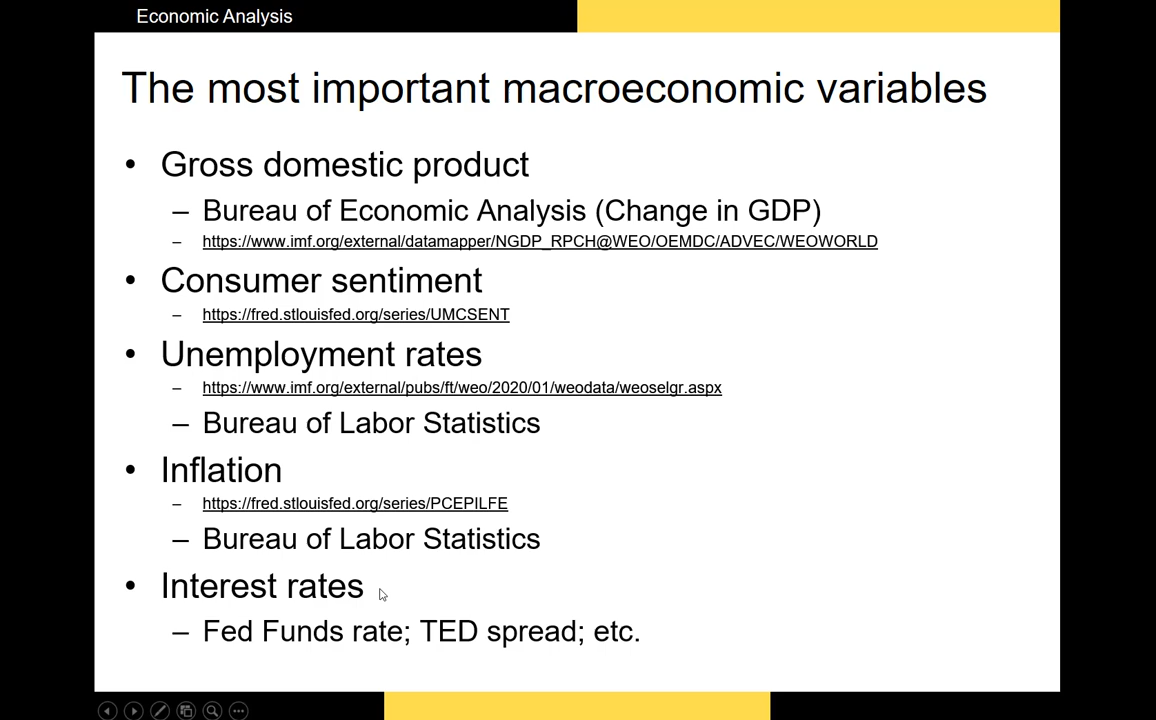 Economic Analysis
The most important macroeconomic variables
• Gross domestic product
– Bureau of Economic Analysis (Change in GDP)
– https://www.imf.org/external/datamapper/NGDP_RPCH@WEO/OEMDC/ADVEC/WEOWORLD
• Consumer sentiment
– https://fred.stlouisfed.org/series/UMCSENT
• Unemployment rates
– https://www.imf.org/external/pubs/ft/weo/2020/01/weodata/weoselgr.aspx
– Bureau of Labor Statistics
• Inflation
– https://fred.stlouisfed.org/series/PCEPILFE
– Bureau of Labor Statistics
• Interest rates
– Fed Funds rate; TED spread; etc.